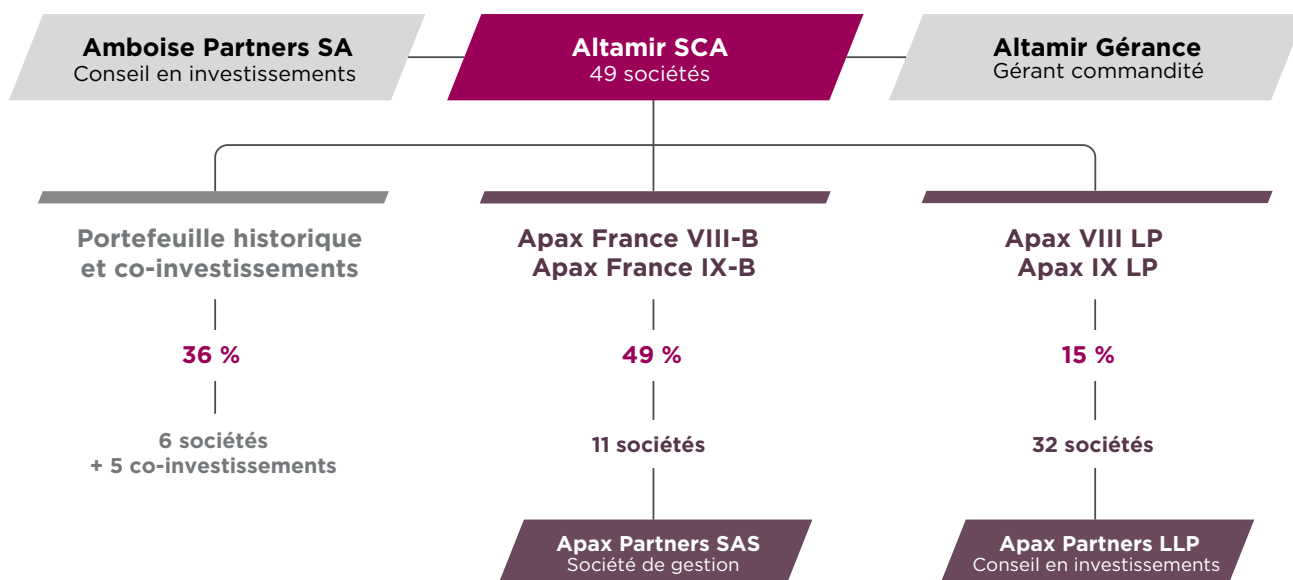 Amboise Partners SA
Conseil en investissements
Altamir SCA
49 sociétés
Altamir Gérance
Gérant commandité
Portefeuille historique
et co-investissements
36 %
6 sociétés
+ 5 co-investissements
Apax France VIII-B
Apax France IX-B
49 %
11 sociétés
Apax Partners SAS
Société de gestion
Apax VIII LP
Apax IX LP
15 %
32 sociétés
Apax Partners LLP
Conseil en investissements